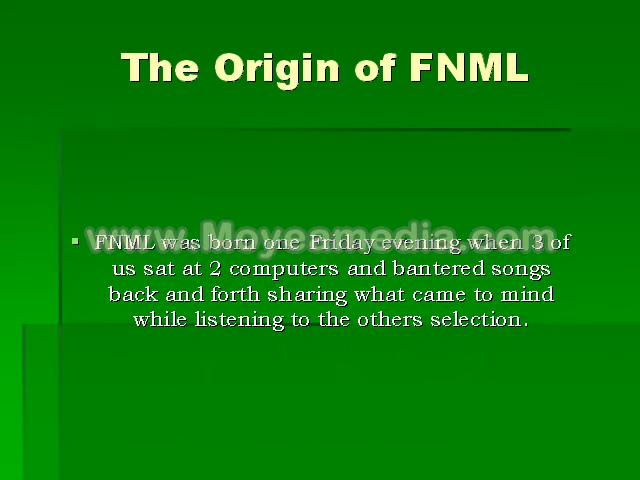 The Origin of FNML
www.Moyeamedia.com
▪ FNML was born one Friday evening when 3 of
us sat at 2 computers and bantered songs
back and forth sharing what came to mind
while listening to the others selection.